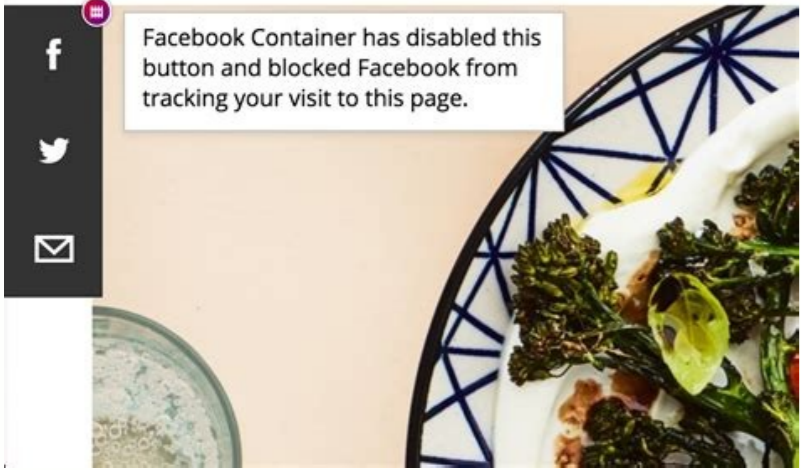 Facebook Container has disabled this
button and blocked Facebook from
tracking your visit to this page.